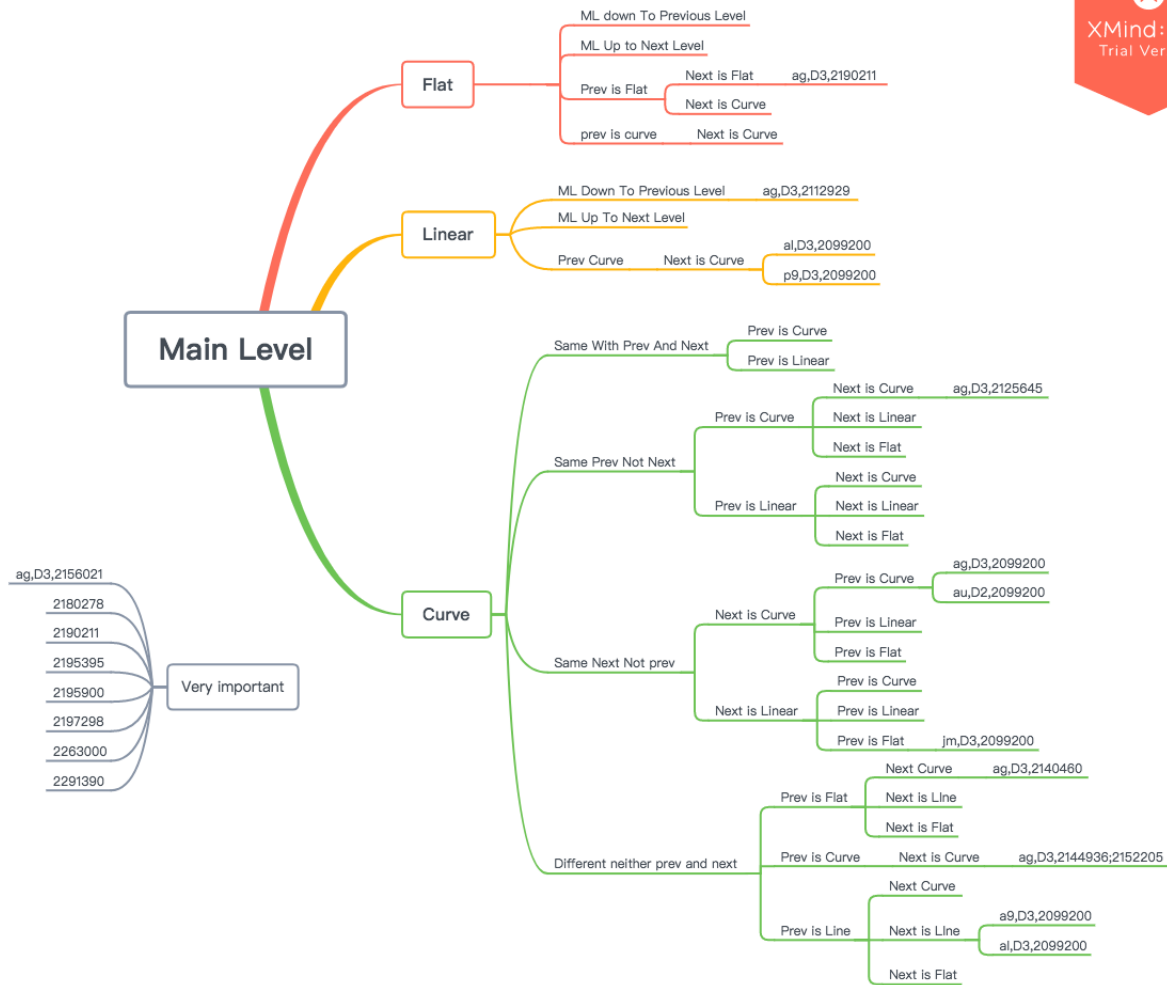 XMind:
Trial Ver
Main Level
Flat
ML down To Previous Level
ML Up to Next Level
Prev is Flat
Next is Flat
ag,D3,2190211
Next is Curve
prev is curve
Next is Curve
Linear
ML Down To Previous Level
ag,D3,2112929
ML Up To Next Level
Prev Curve
Next is Curve
al,D3,2099200
p9,D3,2099200
Curve
Same With Prev And Next
Prev is Curve
Prev is Linear
Same Prev Not Next
Prev is Curve
Next is Curve
ag,D3,2125645
Next is Linear
Next is Flat
Prev is Linear
Next is Curve
Next is Linear
Next is Flat
Same Next Not prev
Next is Curve
Prev is Curve
ag,D3,2099200
au,D2,2099200
Prev is Linear
Prev is Flat
Next is Linear
Prev is Curve
Prev is Linear
Prev is Flat
jm,D3,2099200
Different neither prev and next
Prev is Flat
Next Curve
ag,D3,2140460
Next is LIne
Next is Flat
Prev is Curve
Next is Curve
ag,D3,2144936;2152205
Prev is Line
Next Curve
Next is LIne
a9,D3,2099200
al,D3,2099200
Next is Flat
Very important
ag,D3,2156021
2180278
2190211
2195395
2195900
2197298
2263000
2291390